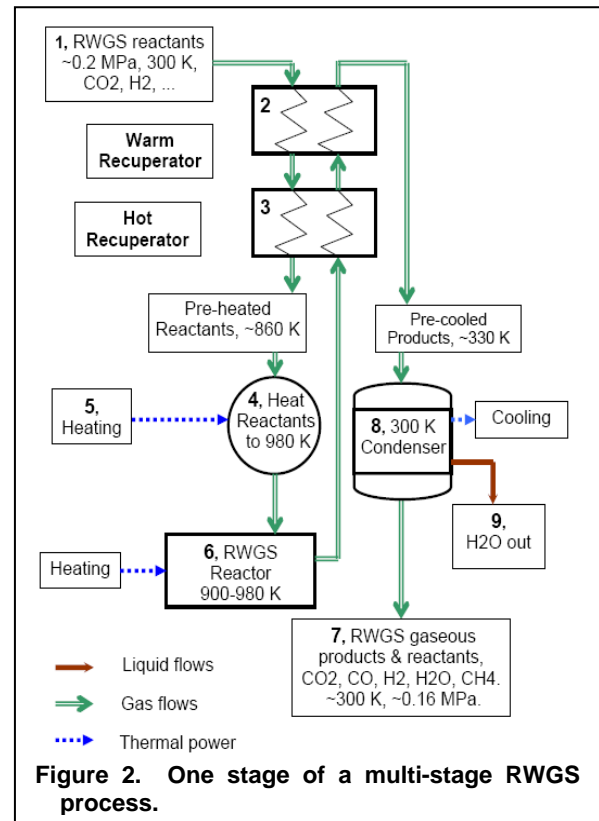 1, RWGS reactants
~0.2 MPa, 300 K,
CO2, H2, ...
2
Warm
Recuperator
3
Hot
Recuperator
Pre-heated
Reactants, ~860 K
Pre-cooled
Products, ~330 K
5,
Heating
4, Heat
Reactants
to 980 K
8, 300 K
Condenser
Cooling
9,
H2O out
Heating
6, RWGS
Reactor
900-980 K
7, RWGS gaseous
products & reactants,
CO2, CO, H2, H2O, CH4.
~300 K, ~0.16 MPa.
Liquid flows
Gas flows
Thermal power
Figure 2. One stage of a multi-stage RWGS
process.